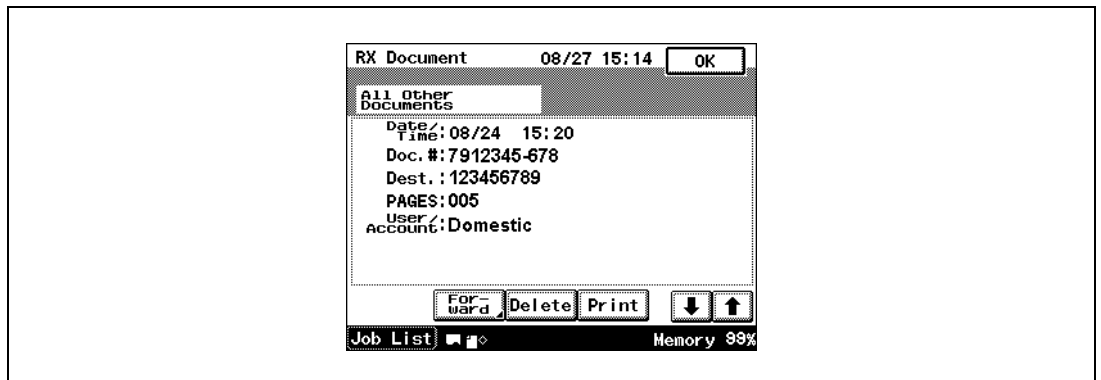 RX Document 08/27 15:14 OK
All Other
Documents
Date/
Time:08/24 15:20
Doc.#:7912345-678
Dest.:123456789
PAGES:005
User/
Account:Domestic
For-
ward Delete Print
Job List Memory 99%